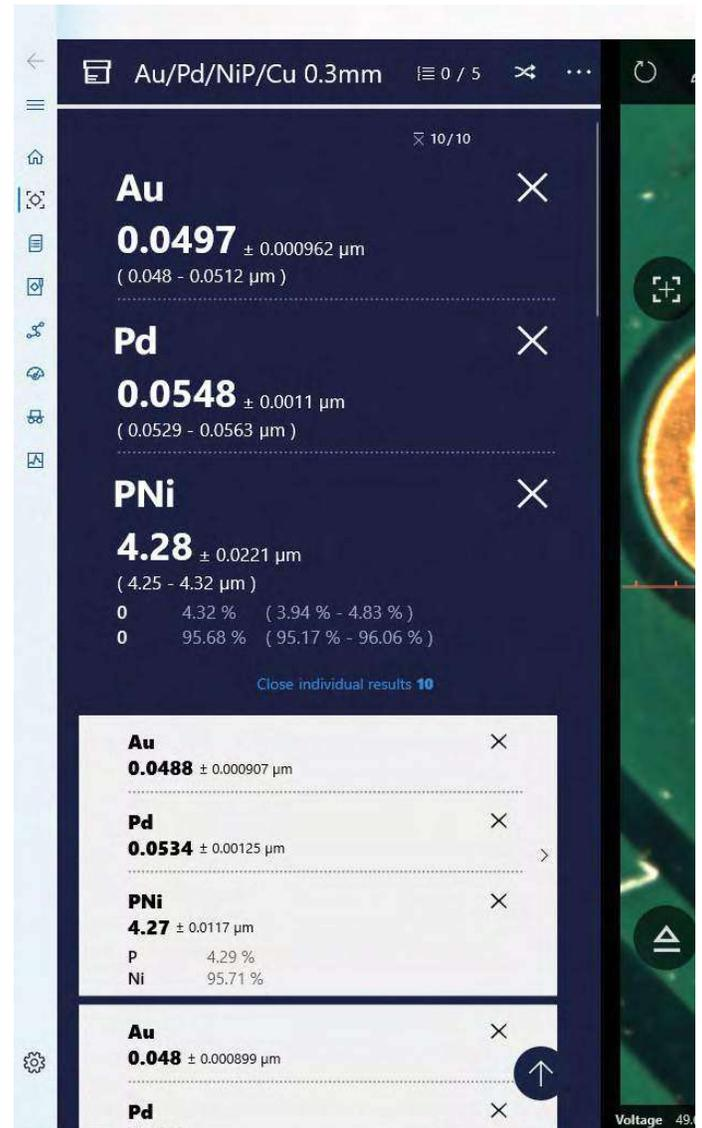 Au/Pd/NiP/Cu 0.3mm 0 / 5 ...
10/10
Au
0.0497 ± 0.000962 µm
( 0.048 - 0.0512 µm )
Pd
0.0548 ± 0.0011 µm
( 0.0529 - 0.0563 µm )
PNi
4.28 ± 0.0221 µm
( 4.25 - 4.32 µm )
0 4.32 % ( 3.94 % - 4.83 % )
0 95.68 % ( 95.17 % - 96.06 % )
Close individual results 10
Au
0.0488 ± 0.000907 µm
Pd
0.0534 ± 0.00125 µm
PNi
4.27 ± 0.0117 µm
P 4.29 %
Ni 95.71 %
Au
0.048 ± 0.000899 µm
Pd
Voltage 49.